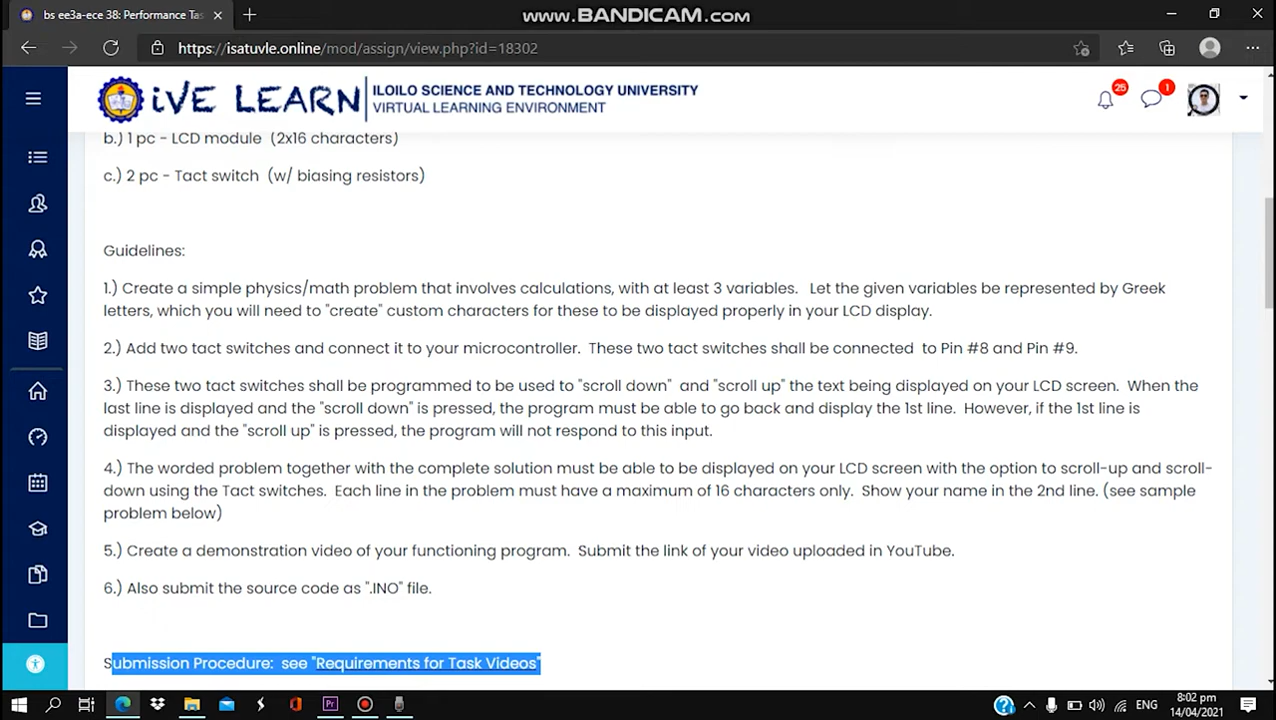 bs ee3a-ece 38: Performance Tas
www.BANDICAM.com
https://isatuvle.online/mod/assign/view.php?id=18302
iVE LEARN
ILOILO SCIENCE AND TECHNOLOGY UNIVERSITY
VIRTUAL LEARNING ENVIRONMENT
25
1
b.) 1 pc - LCD module (2x16 characters)
c.) 2 pc - Tact switch (w/ biasing resistors)
Guidelines:
1.) Create a simple physics/math problem that involves calculations, with at least 3 variables. Let the given variables be represented by Greek
letters, which you will need to "create" custom characters for these to be displayed properly in your LCD display.
2.) Add two tact switches and connect it to your microcontroller. These two tact switches shall be connected to Pin #8 and Pin #9.
3.) These two tact switches shall be programmed to be used to "scroll down" and "scroll up" the text being displayed on your LCD screen. When the
last line is displayed and the "scroll down" is pressed, the program must be able to go back and display the 1st line. However, if the 1st line is
displayed and the "scroll up" is pressed, the program will not respond to this input.
4.) The worded problem together with the complete solution must be able to be displayed on your LCD screen with the option to scroll-up and scroll-
down using the Tact switches. Each line in the problem must have a maximum of 16 characters only. Show your name in the 2nd line. (see sample
problem below)
5.) Create a demonstration video of your functioning program. Submit the link of your video uploaded in YouTube.
6.) Also submit the source code as ".INO" file.
Submission Procedure: see "Requirements for Task Videos"
Pr
ENG
8:02 pm
14/04/2021